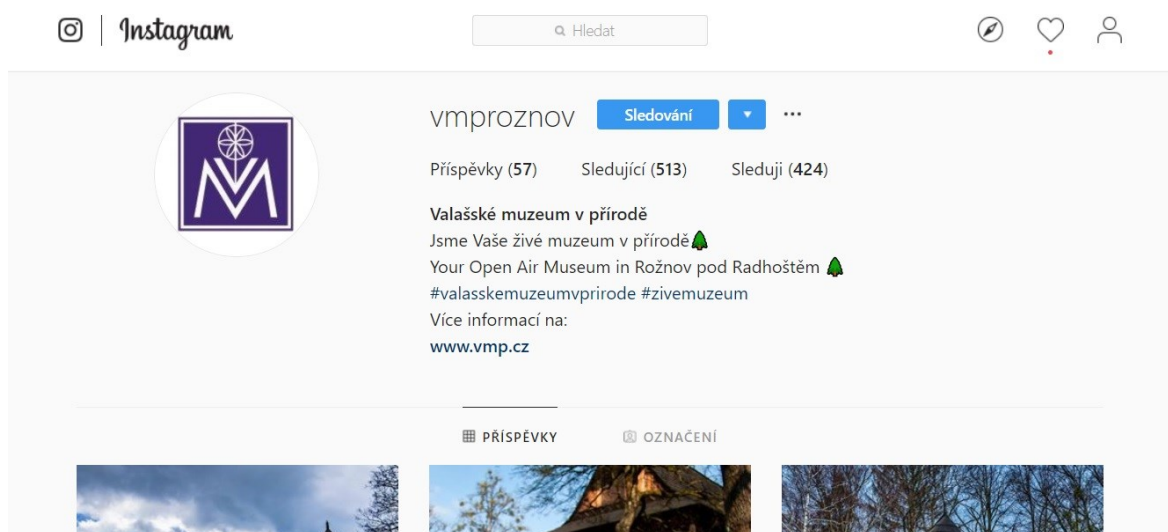 Instagram
Hledat
vmproznov Sledování
Příspěvky (57) Sledující (513) Sleduji (424)
Valašské muzeum v přírodě
Jsme Vaše živé muzeum v přírodě🌲
Your Open Air Museum in Rožnov pod Radhoštěm 🌲
#valasskemuzeumvprirode #zivemuzeum
Více informací na:
www.vmp.cz
PŘÍSPĚVKY OZNAČENÍ